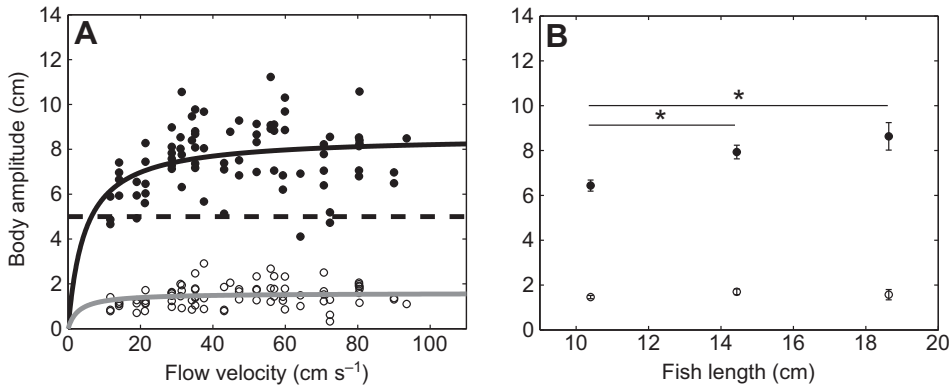 A
B
Body amplitude (cm)
14
12
10
8
6
4
2
0
0 20 40 60 80 100
Flow velocity (cm s⁻¹)
14
12
10
8
6
4
2
0
*
*
10 12 14 16 18 20
Fish length (cm)